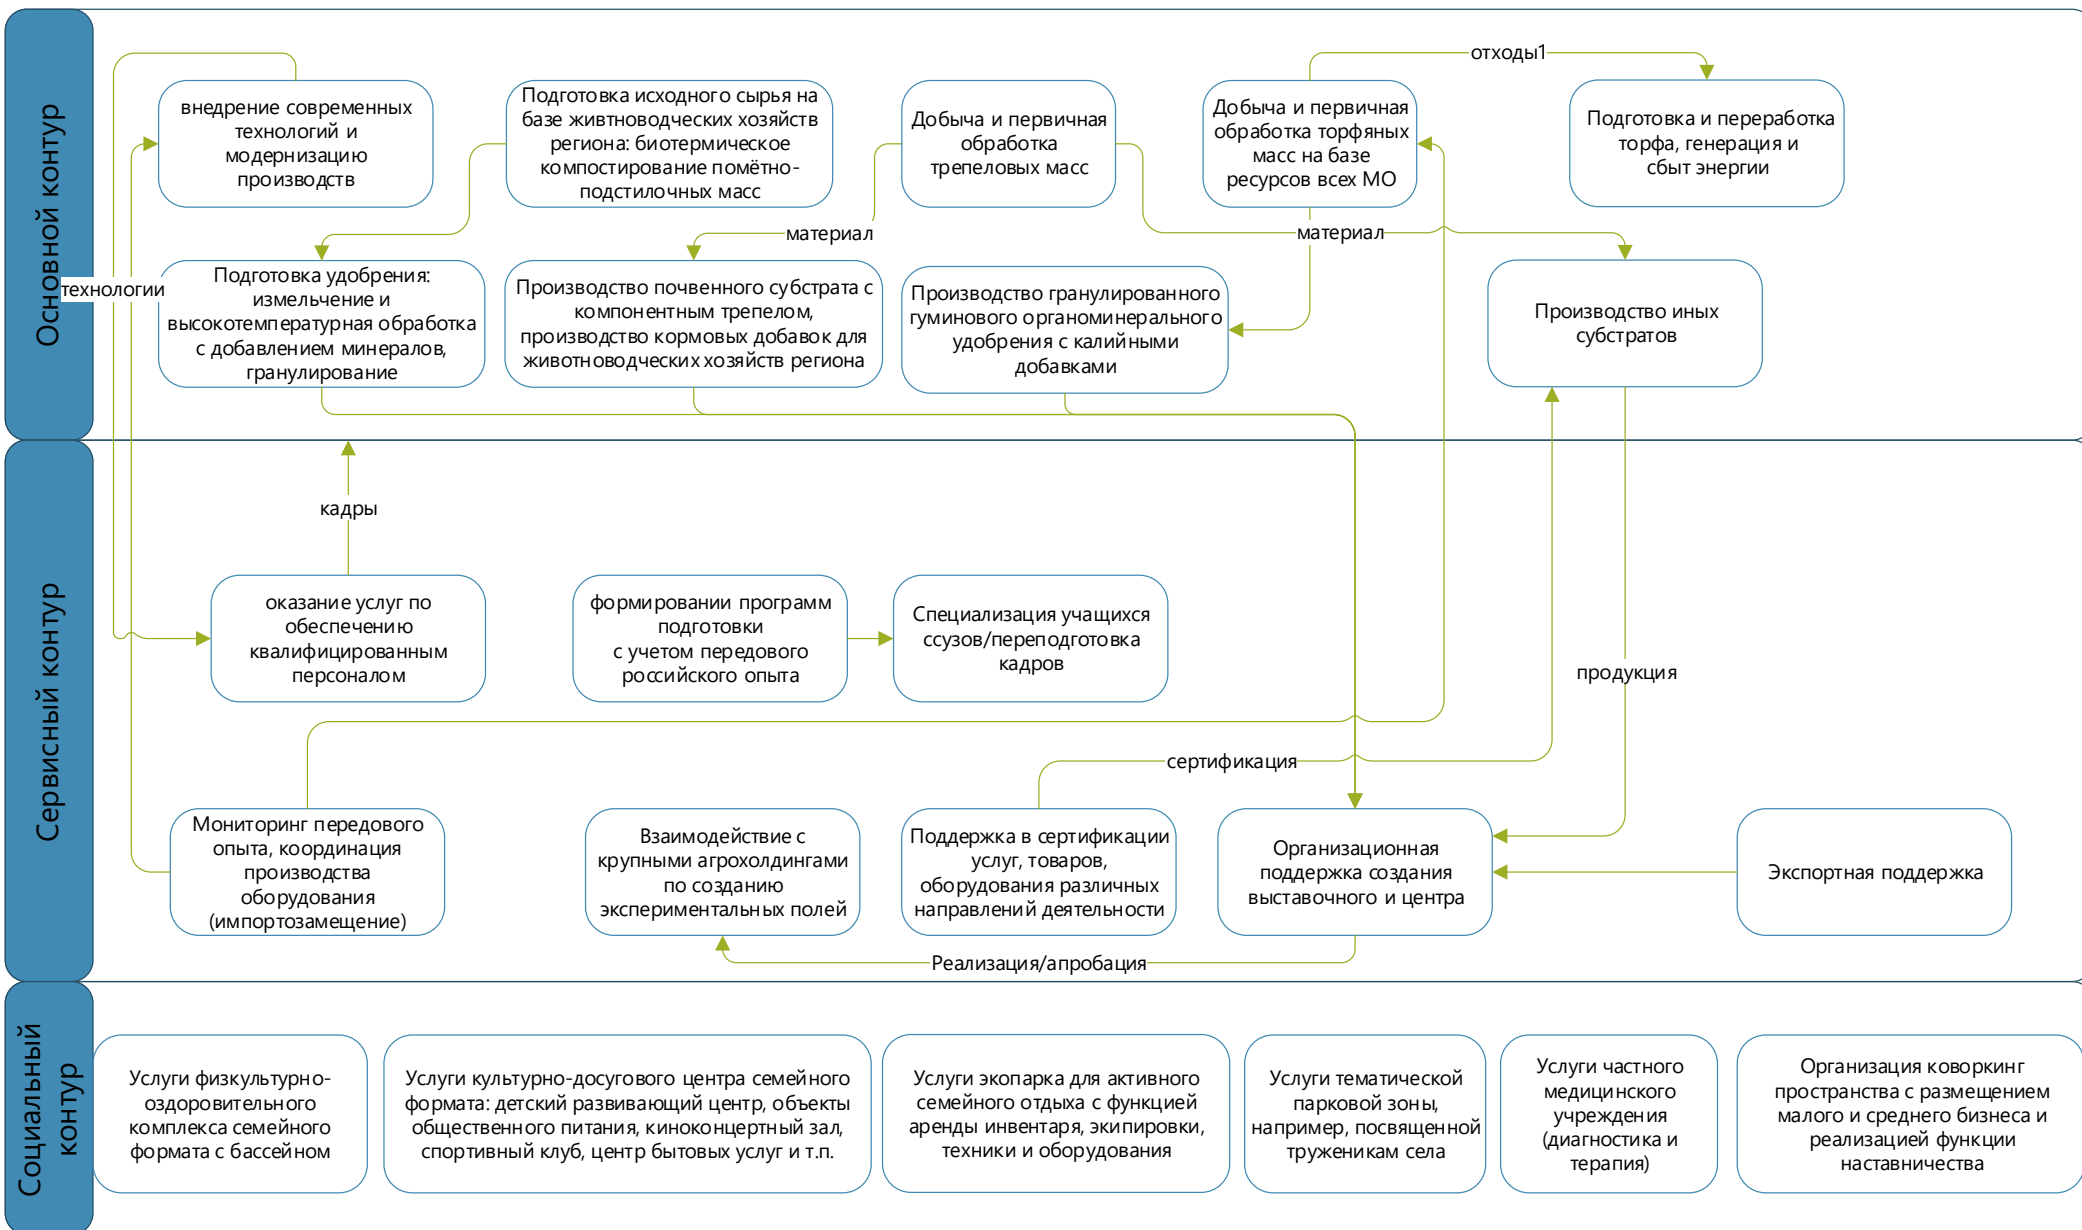 Основной контур
отходы1
внедрение современных
технологий и
модернизацию
производств
Подготовка исходного сырья на
базе живтноводческих хозяйств
региона: биотермическое
компостирование помётно-
подстилочных масс
Добыча и первичная
обработка
трепеловых масс
Добыча и первичная
обработка торфяных
масс на базе
ресурсов всех МО
Подготовка и переработка
торфа, генерация и
сбыт энергии
материал
материал
технологии
Подготовка удобрения:
измельчение и
высокотемпературная обработка
с добавлением минералов,
гранулирование
Производство почвенного субстрата с
компонентным трепелом,
производство кормовых добавок для
животноводческих хозяйств региона
Производство гранулированного
гуминового органоминерального
удобрения с калийными
добавками
Производство иных
субстратов
Сервисный контур
кадры
оказание услуг по
обеспечению
квалифицированным
персоналом
формировании программ
подготовки
с учетом передового
российского опыта
Специализация учащихся
ссузов/переподготовка
кадров
продукция
сертификация
Мониторинг передового
опыта, координация
производства
оборудования
(импортозамещение)
Взаимодействие с
крупными агрохолдингами
по созданию
экспериментальных полей
Поддержка в сертификации
услуг, товаров,
оборудования различных
направлений деятельности
Организационная
поддержка создания
выставочного и центра
Экспортная поддержка
Реализация/апробация
Социальный
контур
Услуги физкультурно-
оздоровительного
комплекса семейного
формата с бассейном
Услуги культурно-досугового центра семейного
формата: детский развивающий центр, объекты
общественного питания, киноконцертный зал,
спортивный клуб, центр бытовых услуг и т.п.
Услуги экопарка для активного
семейного отдыха с функцией
аренды инвентаря, экипировки,
техники и оборудования
Услуги тематической
парковой зоны,
например, посвященной
труженикам села
Услуги частного
медицинского
учреждения
(диагностика и
терапия)
Организация коворкинг
пространства с размещением
малого и среднего бизнеса и
реализацией функции
наставничества